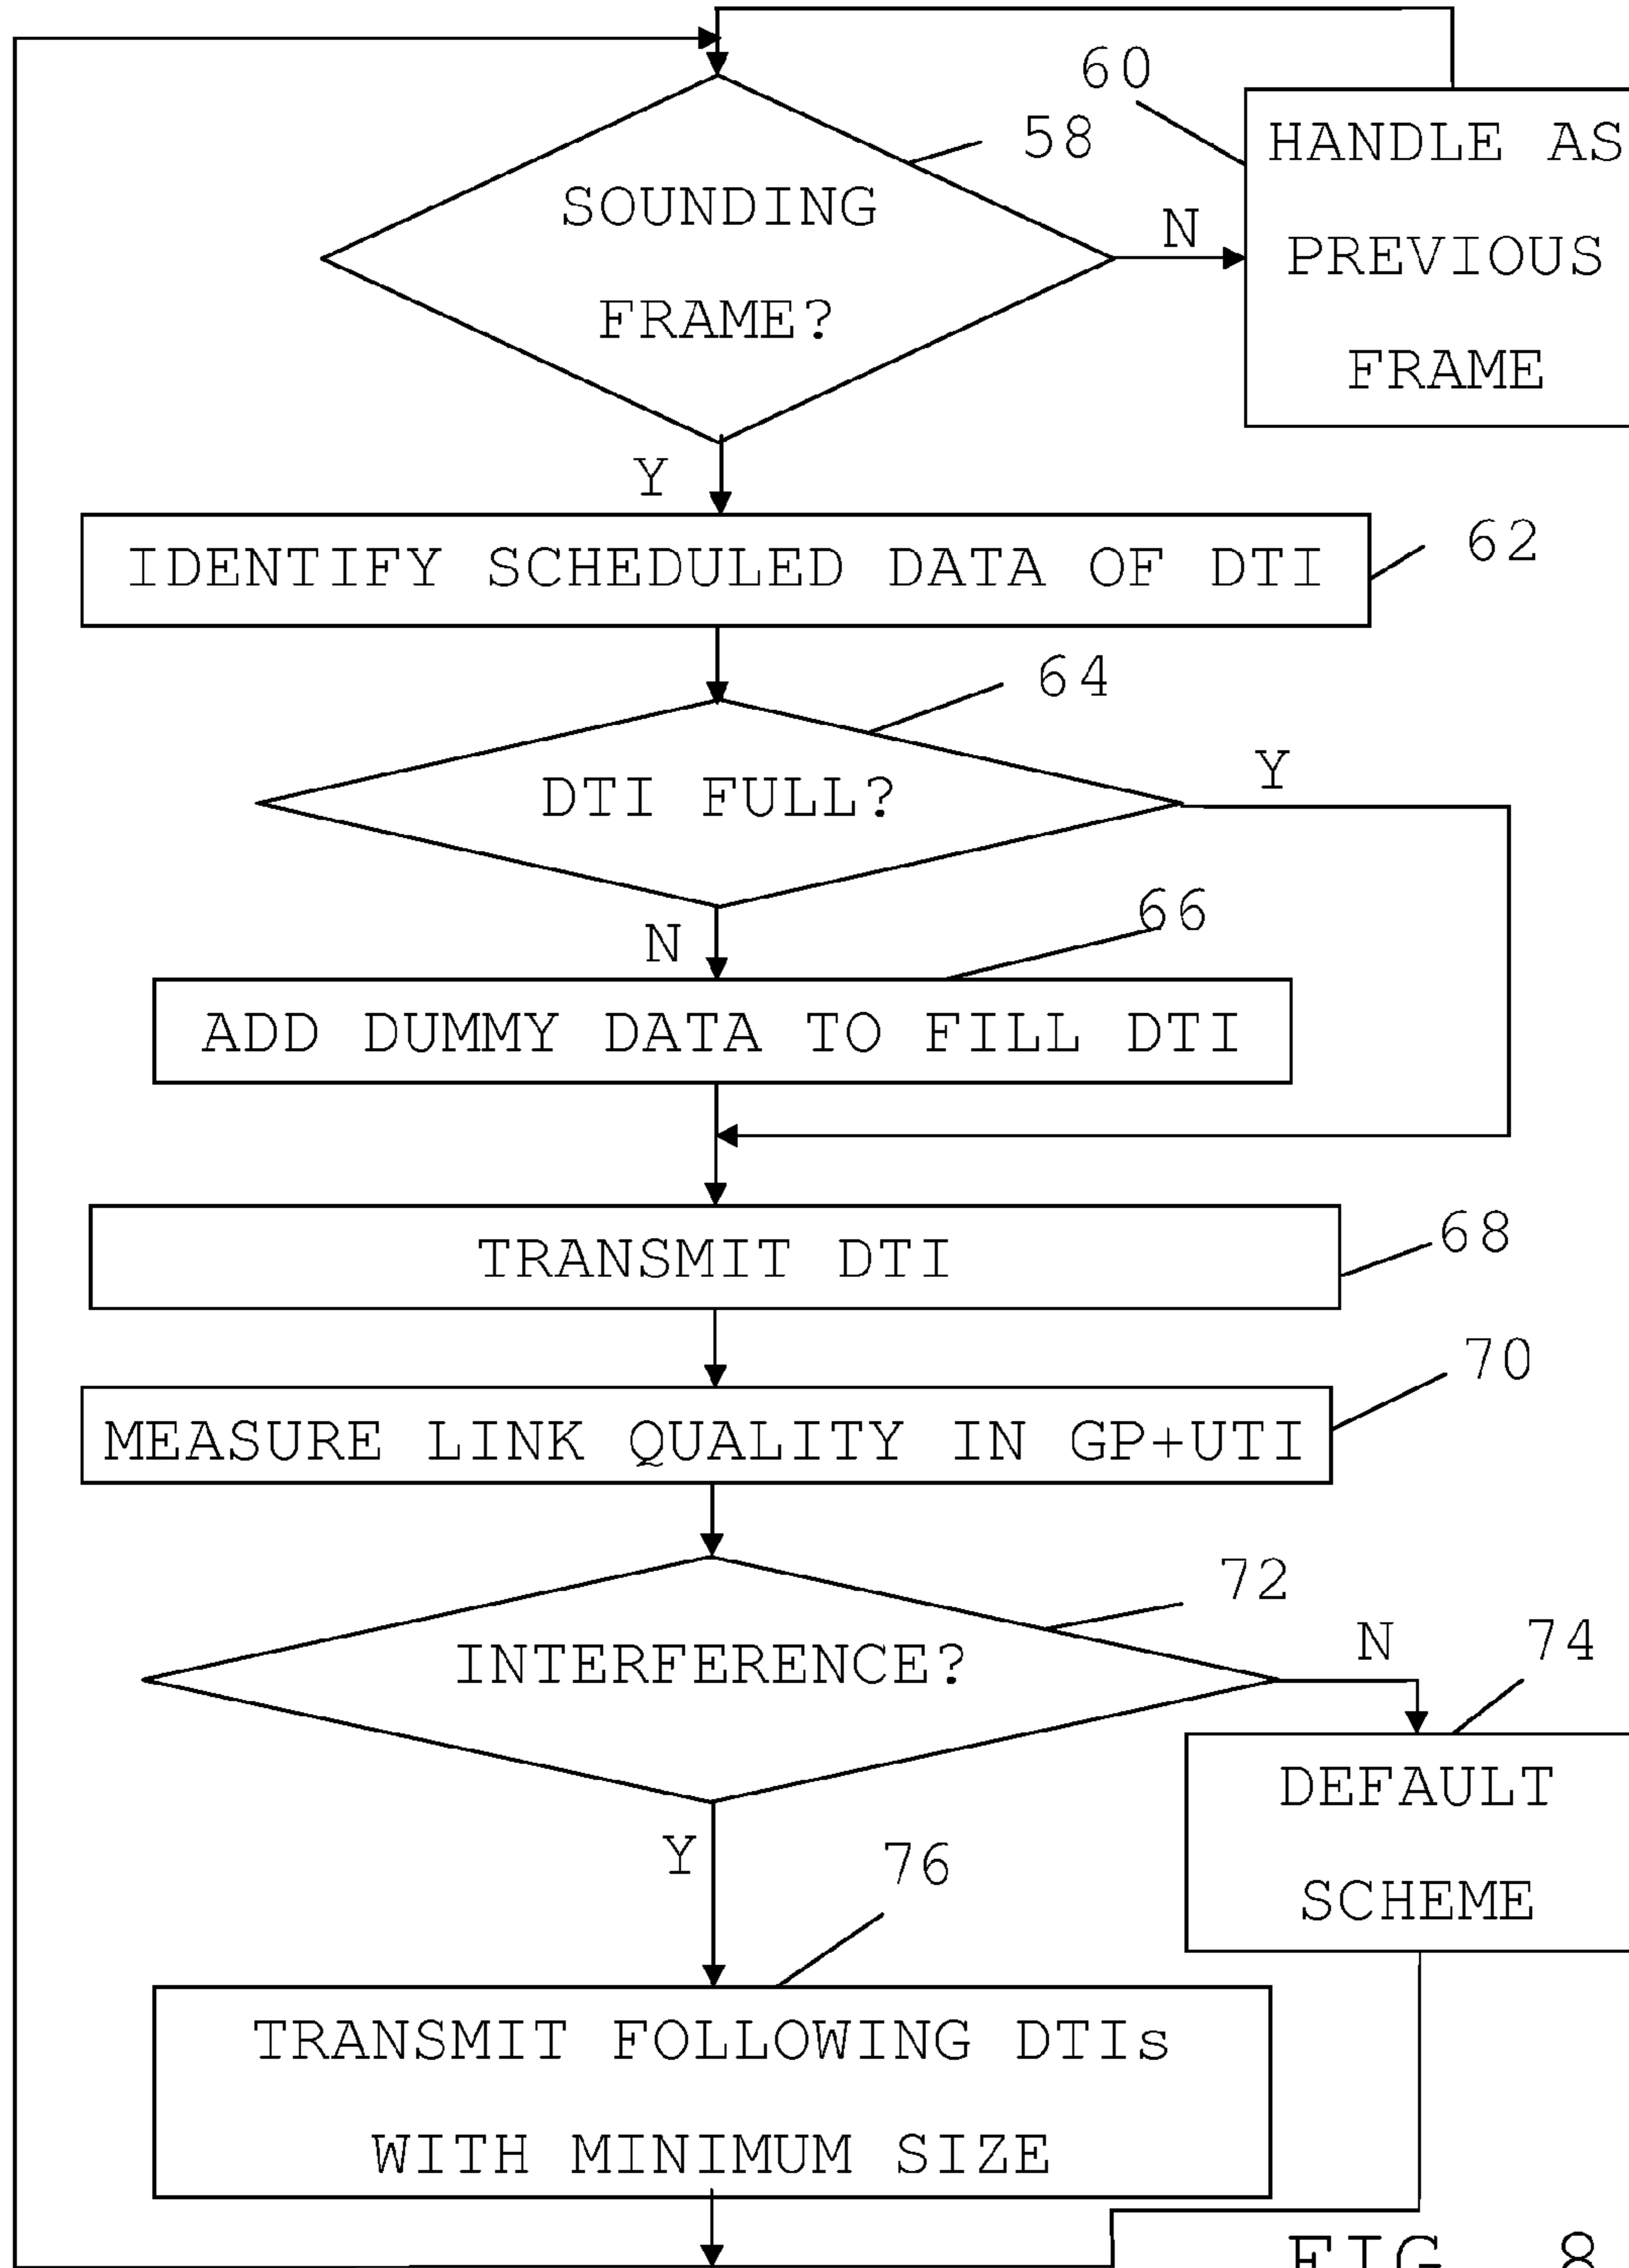 60
HANDLE AS
PREVIOUS
FRAME
58
SOUNDING
FRAME?
N
Y
IDENTIFY SCHEDULED DATA OF DTI
62
64
DTI FULL?
Y
N
66
ADD DUMMY DATA TO FILL DTI
TRANSMIT DTI
68
70
MEASURE LINK QUALITY IN GP+UTI
72
INTERFERENCE?
N
74
DEFAULT
SCHEME
Y
76
TRANSMIT FOLLOWING DTIs
WITH MINIMUM SIZE
FIG. 8